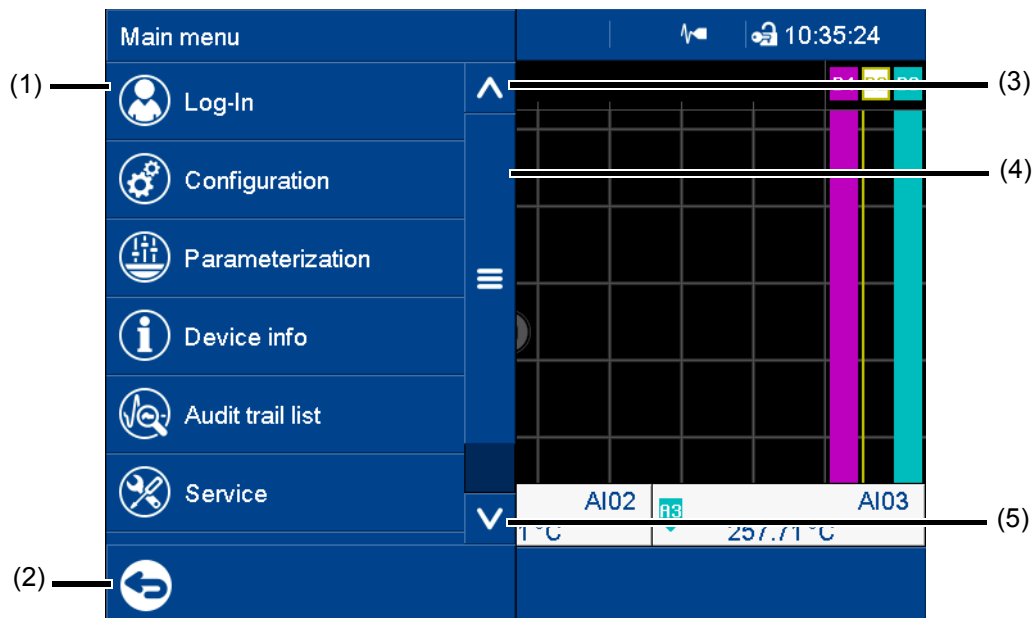 Main menu
10:35:24
(1)
Log-In
(3)
Configuration
(4)
Parameterization
Device info
Audit trail list
Service
AI02
AI03
(5)
257.71 °C
(2)